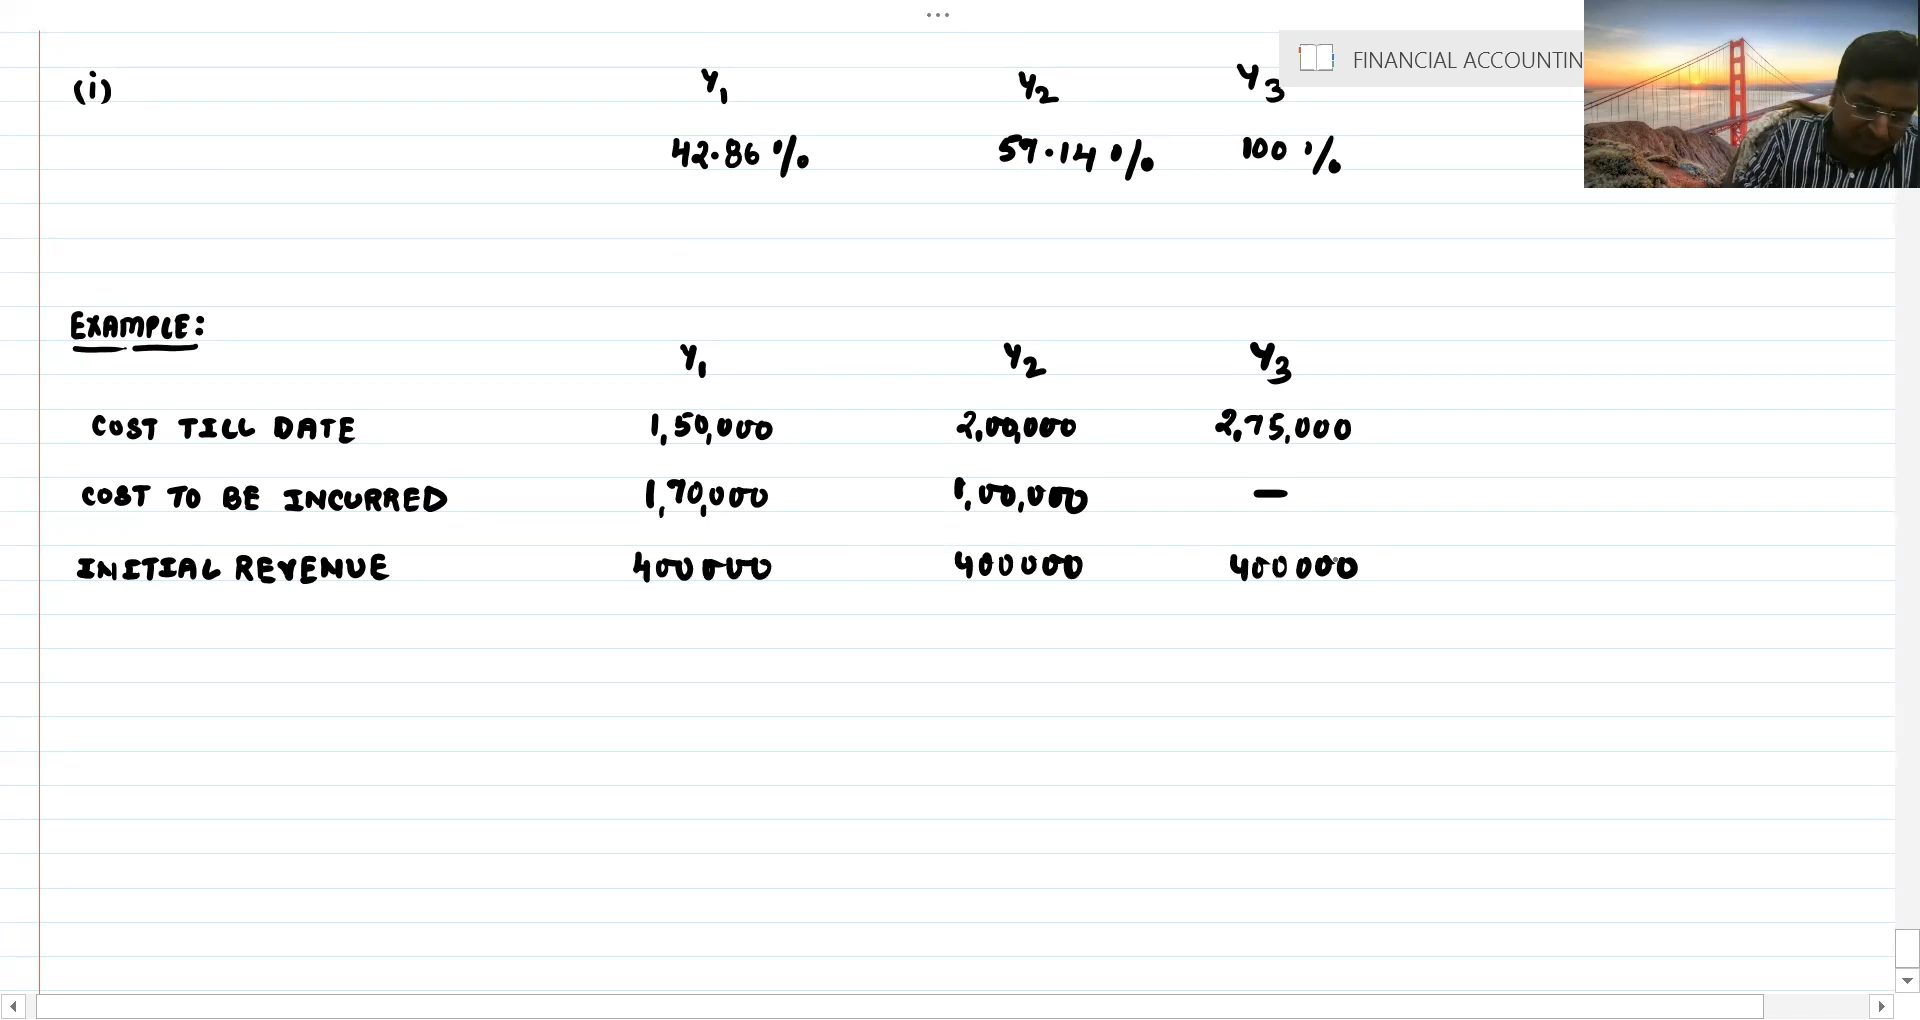 ...
FINANCIAL ACCOUNTIN
(i) Y1 Y2 Y3
42.86 % 57.14 % 100 %
EXAMPLE:
Y1 Y2 Y3
COST TILL DATE 1,50,000 2,00,000 2,75,000
COST TO BE INCURRED 1,70,000 1,00,000 —
INITIAL REVENUE 400000 400000 400000